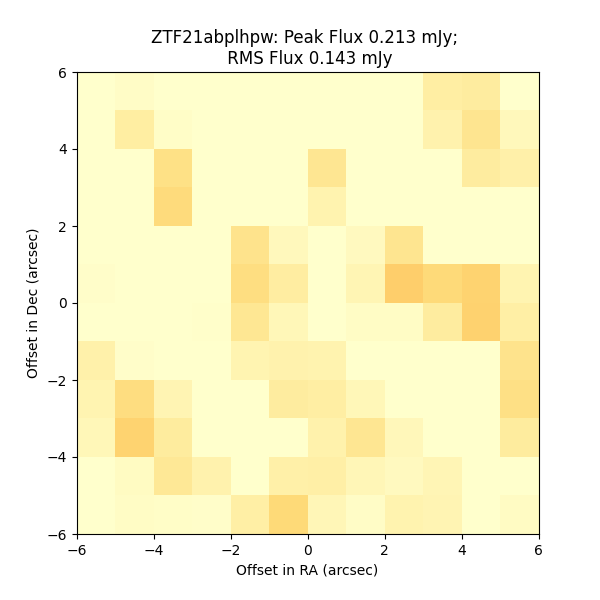 ZTF21abplhpw: Peak Flux 0.213 mJy;
RMS Flux 0.143 mJy
6
4
2
0
−2
−4
−6
Offset in Dec (arcsec)
−6 −4 −2 0 2 4 6
Offset in RA (arcsec)